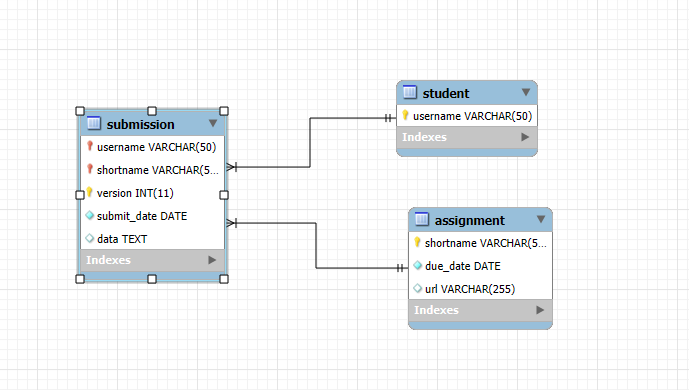 student
username VARCHAR(50)
Indexes
submission
username VARCHAR(50)
shortname VARCHAR(5...
version INT(11)
submit_date DATE
data TEXT
Indexes
assignment
shortname VARCHAR(5...
due_date DATE
url VARCHAR(255)
Indexes